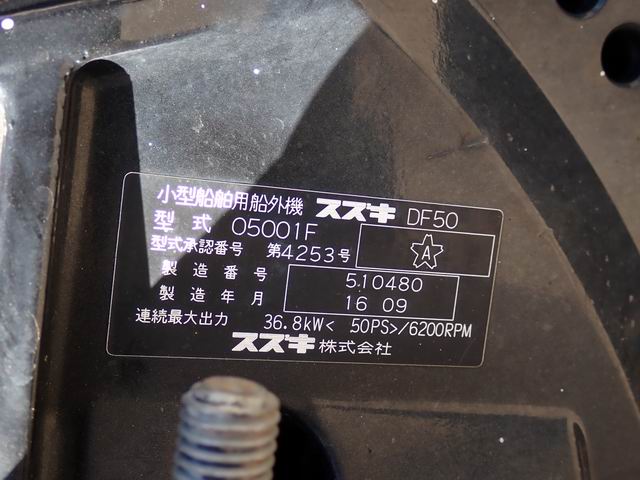 小型船舶用船外機 スズキ DF50
型式 05001F
型式承認番号 第4253号
A
製造番号 510480
製造年月 16 09
連続最大出力 36.8kW< 50PS>/6200RPM
スズキ株式会社